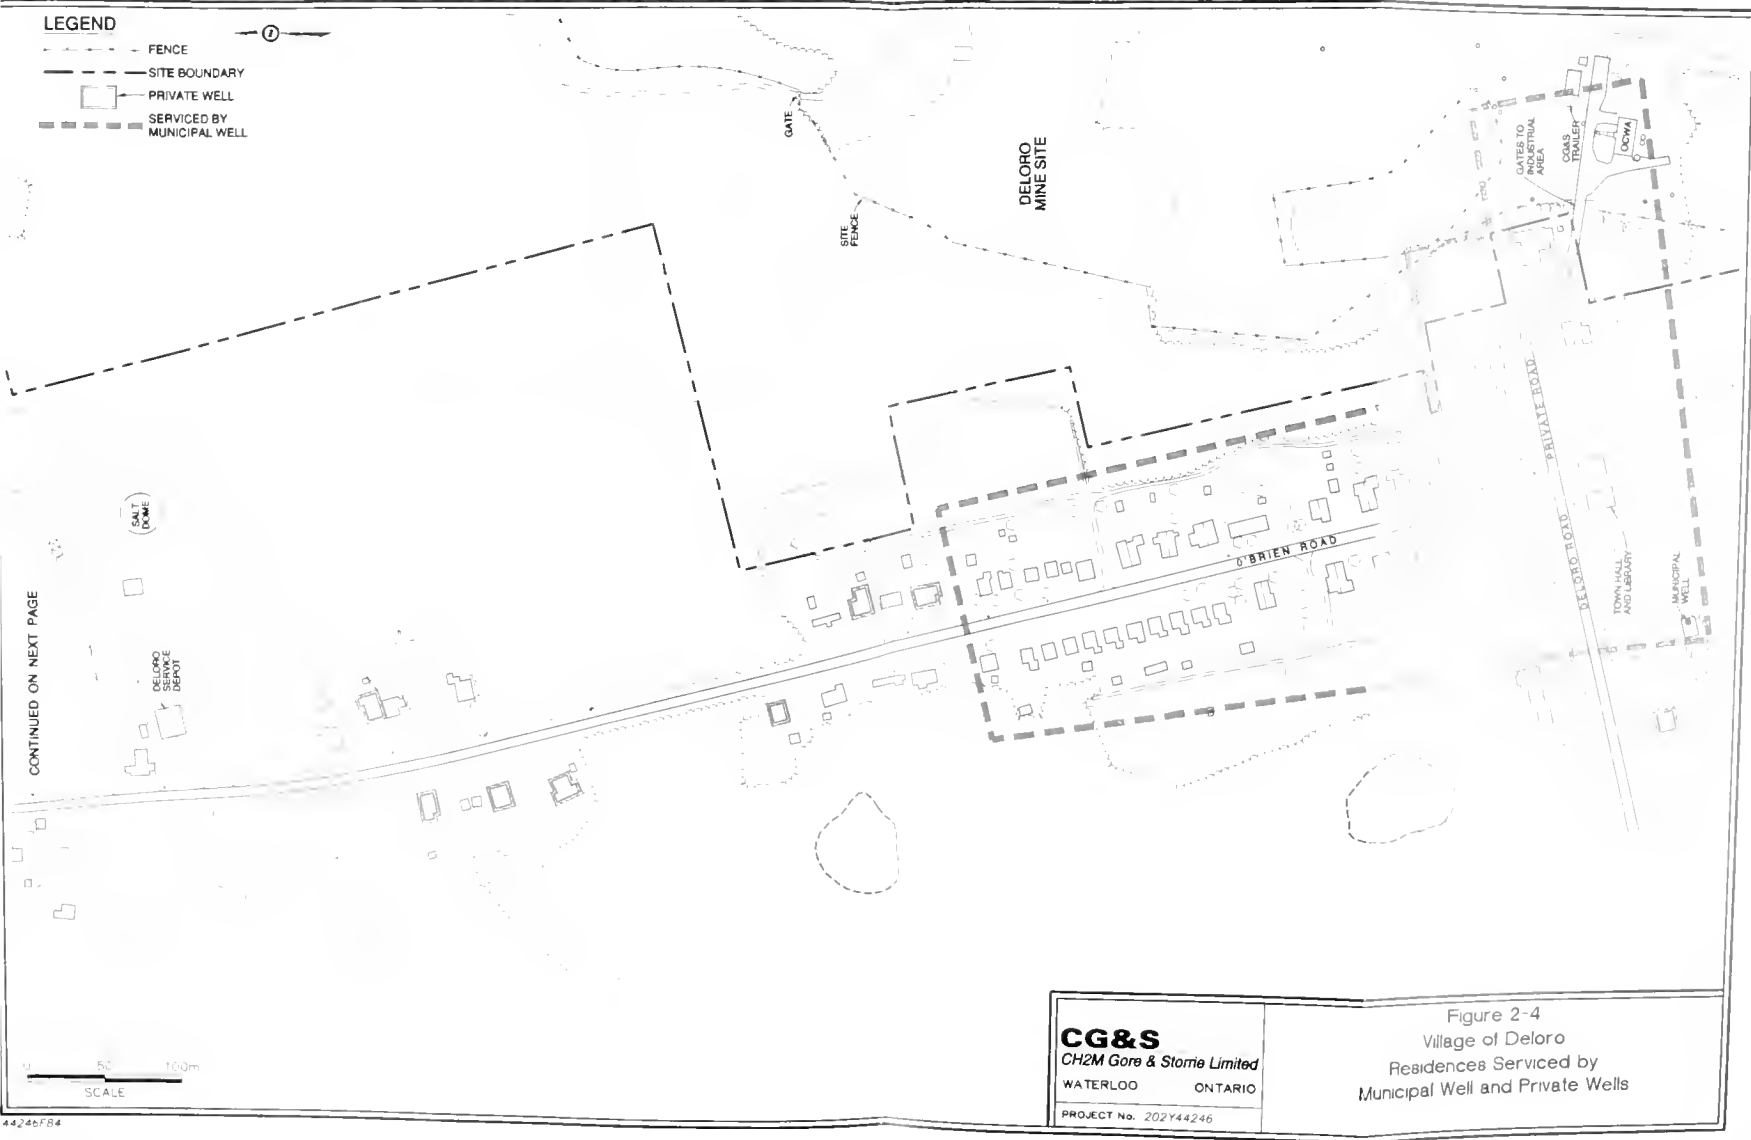 LEGEND
FENCE
SITE BOUNDARY
PRIVATE WELL
SERVICED BY
MUNICIPAL WELL
GATE
SITE
FENCE
DELORO
MINE SITE
GATES TO
INDUSTRIAL
AREA
CG&S
TRAILER
OCWA
SALT
DOME
DELORO
SERVICE
DEPOT
CONTINUED ON NEXT PAGE
O'BRIEN ROAD
PRIVATE ROAD
DELORO ROAD
TOWN HALL
AND LIBRARY
MUNICIPAL
WELL
0 50 100m
SCALE
44246F84
CG&S
CH2M Gore & Storrie Limited
WATERLOO ONTARIO
PROJECT No. 202Y44246
Figure 2-4
Village of Deloro
Residences Serviced by
Municipal Well and Private Wells